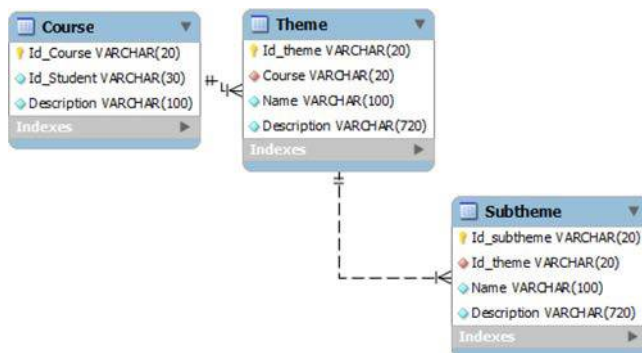 Course
Id_Course VARCHAR(20)
Id_Student VARCHAR(30)
Description VARCHAR(100)
Indexes
Theme
Id_theme VARCHAR(20)
Course VARCHAR(20)
Name VARCHAR(100)
Description VARCHAR(720)
Indexes
Subtheme
Id_subtheme VARCHAR(20)
Id_theme VARCHAR(20)
Name VARCHAR(100)
Description VARCHAR(720)
Indexes